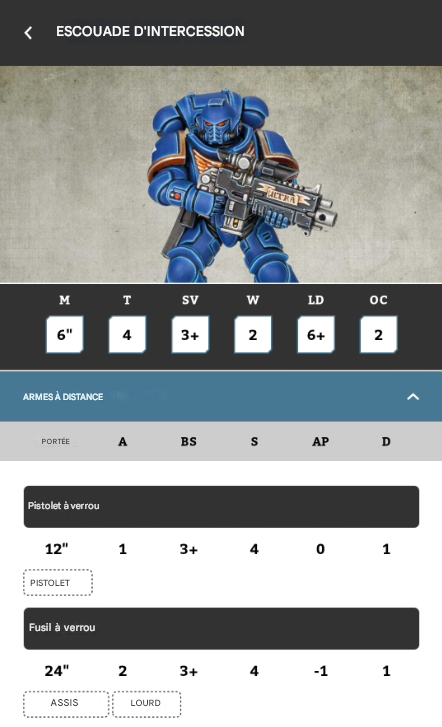 ESCOUADE D'INTERCESSION
ULTRA
M T SV W LD OC
6" 4 3+ 2 6+ 2
ARMES À DISTANCE
PORTÉE A BS S AP D
Pistolet à verrou
12" 1 3+ 4 0 1
PISTOLET
Fusil à verrou
24" 2 3+ 4 -1 1
ASSIS LOURD